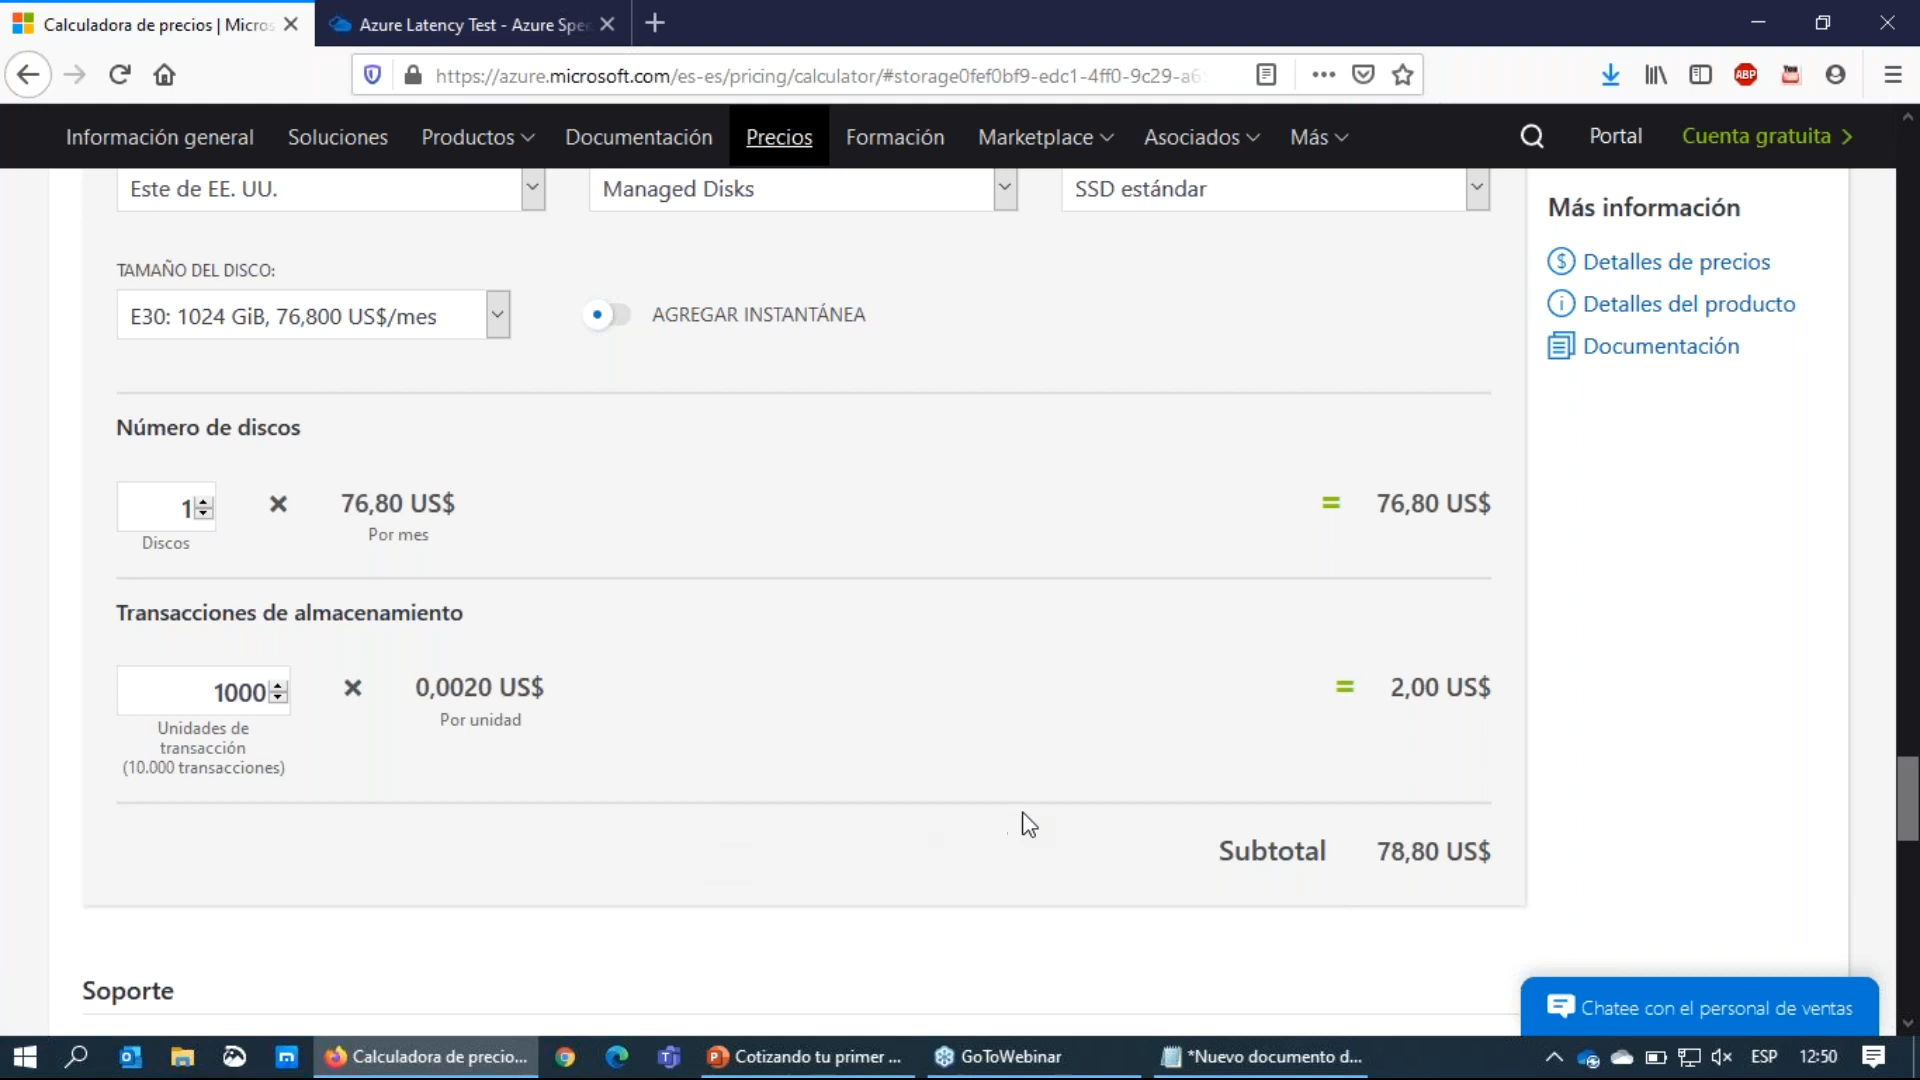 Calculadora de precios | Micros
Azure Latency Test - Azure Spee
https://azure.microsoft.com/es-es/pricing/calculator/#storage0fef0bf9-edc1-4ff0-9c29-a6
ABP
Información general Soluciones Productos Documentación Precios Formación Marketplace Asociados Más Portal Cuenta gratuita
Este de EE. UU. Managed Disks SSD estándar
Más información
Detalles de precios
Detalles del producto
Documentación
TAMAÑO DEL DISCO:
E30: 1024 GiB, 76,800 US$/mes
AGREGAR INSTANTÁNEA
Número de discos
1 × 76,80 US$ = 76,80 US$
Discos Por mes
Transacciones de almacenamiento
1000 × 0,0020 US$ = 2,00 US$
Unidades de Por unidad
transacción
(10.000 transacciones)
Subtotal 78,80 US$
Soporte
Chatee con el personal de ventas
Calculadora de precio... Cotizando tu primer ... GoToWebinar *Nuevo documento d... ESP 12:50